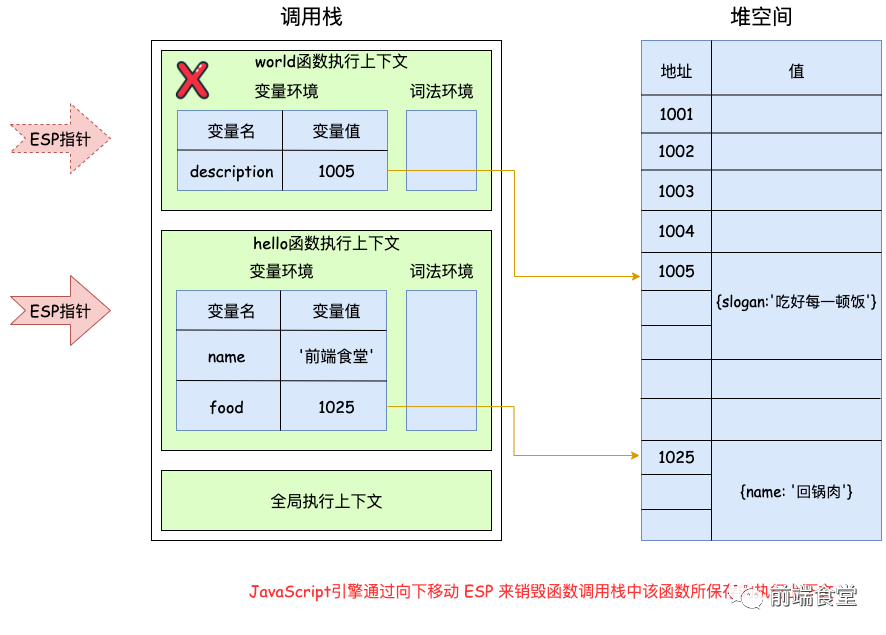 调用栈
堆空间
world函数执行上下文
变量环境
词法环境
变量名
变量值
description
1005
ESP指针
hello函数执行上下文
变量环境
词法环境
变量名
变量值
name
'前端食堂'
food
1025
ESP指针
全局执行上下文
地址
值
1001
1002
1003
1004
1005
{slogan:'吃好每一顿饭'}
1025
{name: '回锅肉'}
JavaScript引擎通过向下移动 ESP 来销毁函数调用栈中该函数所保存
前端食堂